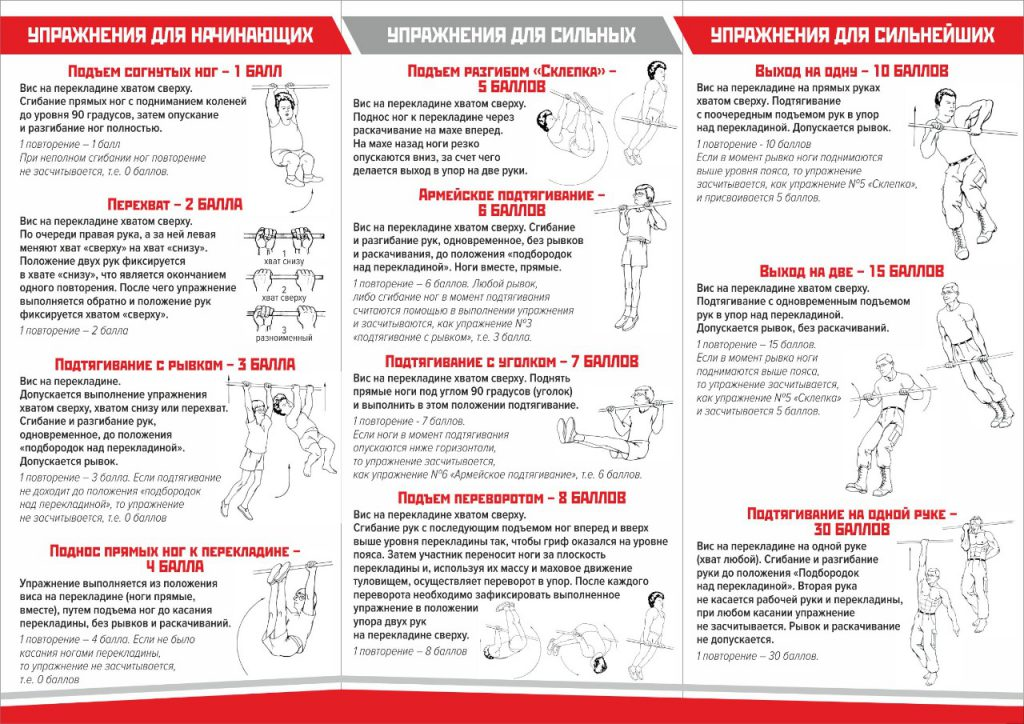 УПРАЖНЕНИЯ ДЛЯ НАЧИНАЮЩИХ
Подъем согнутых ног – 1 БАЛЛ
Вис на перекладине хватом сверху.
Сгибание прямых ног с подниманием коленей
до уровня 90 градусов, затем опускание
и разгибание ног полностью.
1 повторение – 1 балл
При неполном сгибании ног повторение
не засчитывается, т.е. 0 баллов.
Перехват – 2 БАЛЛА
Вис на перекладине хватом сверху.
По очереди правая рука, а за ней левая
меняют хват «сверху» на хват «снизу».
Положение двух рук фиксируется
в хвате «снизу», что является окончанием
одного повторения. После чего упражнение
выполняется обратно и положение рук
фиксируется хватом «сверху».
1 повторение – 2 балла
1
хват снизу
2
хват сверху
3
разноименный
Подтягивание с рывком – 3 БАЛЛА
Вис на перекладине.
Допускается выполнение упражнения
хватом сверху, хватом снизу или перехват.
Сгибание и разгибание рук,
одновременное, до положения
«подбородок над перекладиной».
Допускается рывок.
1 повторение – 3 балла. Если подтягивание
не доходит до положения «подбородок
над перекладиной», то упражнение
не засчитывается, т.е. 0 баллов
Поднос прямых ног к перекладине –
4 БАЛЛА
Упражнение выполняется из положения
виса на перекладине (ноги прямые,
вместе), путем подъема ног до касания
перекладины, без рывков и раскачиваний.
1 повторение – 4 балла. Если не было
касания ногами перекладины,
то упражнение не засчитывается,
т.е. 0 баллов
УПРАЖНЕНИЯ ДЛЯ СИЛЬНЫХ
Подъем разгибом «Склепка» –
5 БАЛЛОВ
Вис на перекладине хватом сверху.
Поднос ног к перекладине через
раскачивание на махе вперед.
На махе назад ноги резко
опускаются вниз, за счет чего
делается выход в упор на две руки.
Армейское подтягивание –
6 БАЛЛОВ
Вис на перекладине хватом сверху. Сгибание
и разгибание рук, одновременное, без рывков
и раскачивания, до положения «подбородок
над перекладиной». Ноги вместе, прямые.
1 повторение – 6 баллов. Любой рывок,
либо сгибание ног в момент подтягивания
считаются помощью в выполнении упражнения
и засчитываются, как упражнение №3
«подтягивание с рывком», т.е. 3 балла.
Подтягивание с уголком – 7 БАЛЛОВ
Вис на перекладине хватом сверху. Поднять
прямые ноги под углом 90 градусов (уголок)
и выполнить в этом положении подтягивание.
1 повторение - 7 баллов.
Если ноги в момент подтягивания
опускаются ниже горизонтали,
то упражнение засчитывается,
как упражнение №6 «Армейское подтягивание», т.е. 6 баллов.
Подъем переворотом – 8 БАЛЛОВ
Вис на перекладине хватом сверху.
Сгибание рук с последующим подъемом ног вперед и вверх
выше уровня перекладины так, чтобы гриф оказался на уровне
пояса. Затем участник переносит ноги за плоскость
перекладины и, используя их массу и маховое движение
туловищем, осуществляет переворот в упор. После каждого
переворота необходимо зафиксировать выполненное
упражнение в положении
упора двух рук
на перекладине сверху.
1 повторение – 8 баллов
УПРАЖНЕНИЯ ДЛЯ СИЛЬНЕЙШИХ
Выход на одну – 10 БАЛЛОВ
Вис на перекладине на прямых руках
хватом сверху. Подтягивание
с поочередным подъемом рук в упор
над перекладиной. Допускается рывок.
1 повторение - 10 баллов
Если в момент рывка ноги поднимаются
выше уровня пояса, то упражнение
засчитывается, как упражнение №5 «Склепка»,
и присваивается 5 баллов.
Выход на две – 15 БАЛЛОВ
Вис на перекладине хватом сверху.
Подтягивание с одновременным подъемом
рук в упор над перекладиной.
Допускается рывок, без раскачиваний.
1 повторение – 15 баллов.
Если в момент рывка ноги
поднимаются выше пояса,
то упражнение засчитывается,
как упражнение №5 «Склепка»
и засчитывается 5 баллов.
Подтягивание на одной руке –
30 БАЛЛОВ
Вис на перекладине на одной руке
(хват любой). Сгибание и разгибание
руки до положения «Подбородок
над перекладиной». Вторая рука
не касается рабочей руки и перекладины,
при любом касании упражнение
не засчитывается. Рывок и раскачивание
не допускается.
1 повторение – 30 баллов.